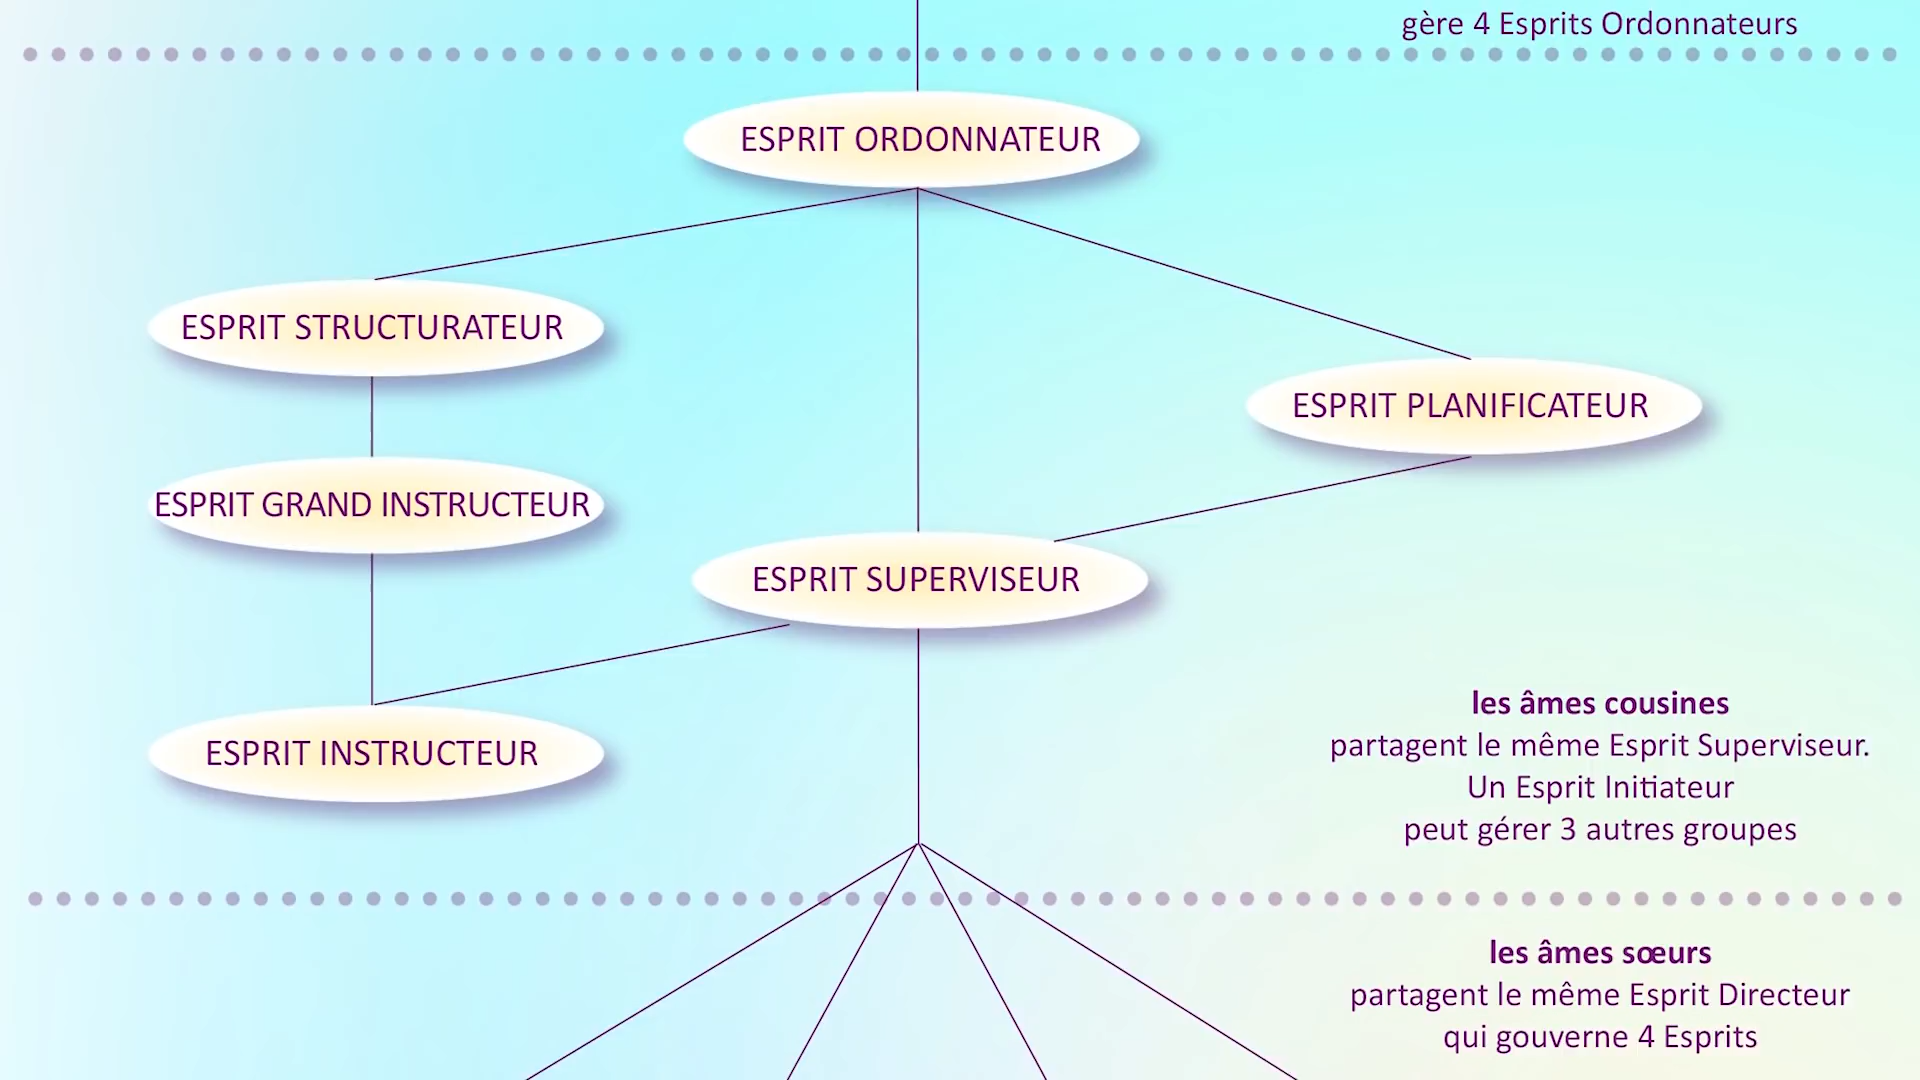 gère 4 Esprits Ordonnateurs
ESPRIT ORDONNATEUR
ESPRIT STRUCTURATEUR
ESPRIT PLANIFICATEUR
ESPRIT GRAND INSTRUCTEUR
ESPRIT SUPERVISEUR
ESPRIT INSTRUCTEUR
les âmes cousines
partagent le même Esprit Superviseur.
Un Esprit Initiateur
peut gérer 3 autres groupes
les âmes sœurs
partagent le même Esprit Directeur
qui gouverne 4 Esprits